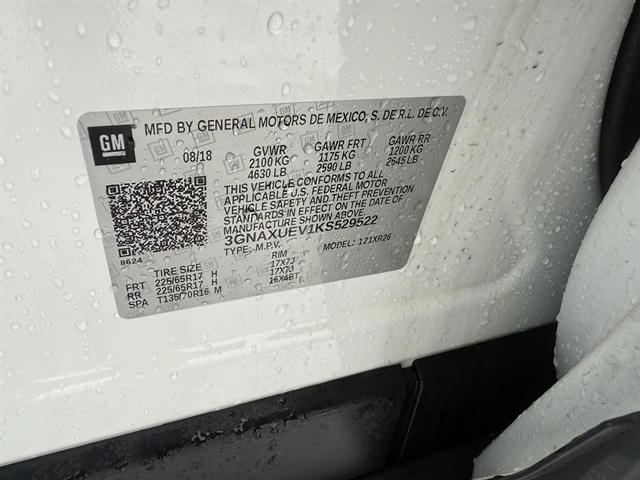 GM
MFD BY GENERAL MOTORS DE MEXICO, S. DE R.L. DE C.V.
08/18 GVWR GAWR FRT GAWR RR
2100 KG 1175 KG 1200 KG
4630 LB 2590 LB 2645 LB
THIS VEHICLE CONFORMS TO ALL
APPLICABLE U.S. FEDERAL MOTOR
VEHICLE SAFETY AND THEFT PREVENTION
STANDARDS IN EFFECT ON THE DATE OF
MANUFACTURE SHOWN ABOVE.
3GNAXUEV1KS529522
8624 TYPE: M.P.V. MODEL: 121XR26
TIRE SIZE RIM
FRT 225/65R17 H 17X7J
RR 225/65R17 H 17X70
SPA T135/70R16 M 16X4BT